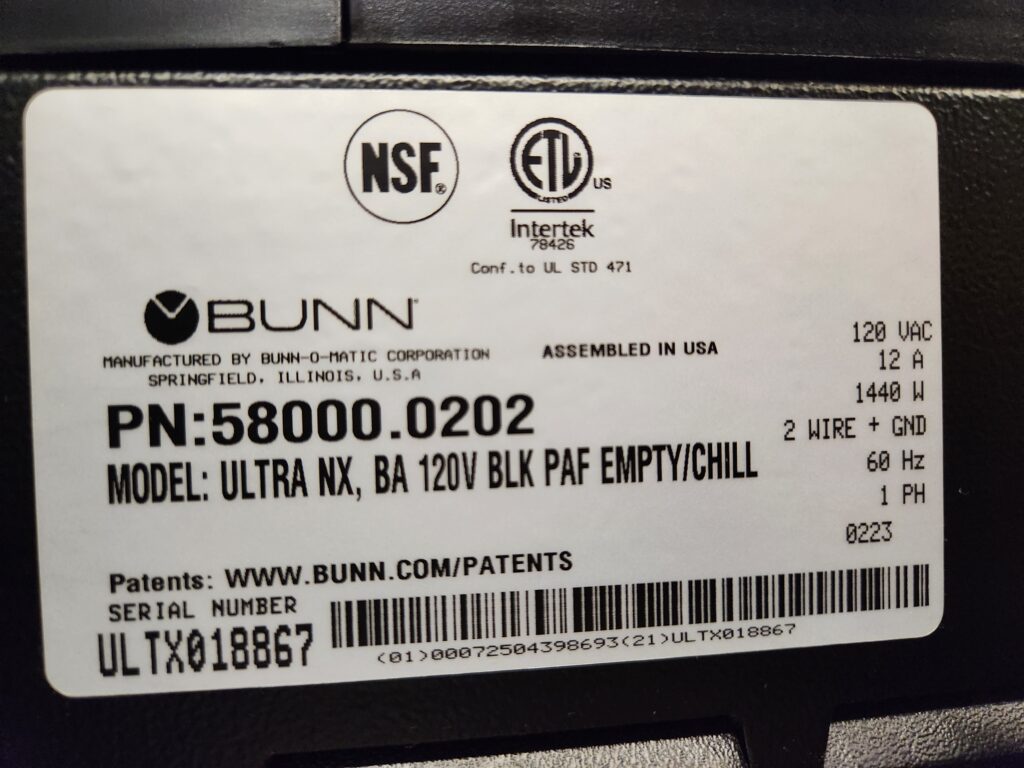 NSF®
ETL US
LISTED
Intertek
78426
Conf.to UL STD 471
BUNN®
MANUFACTURED BY BUNN-O-MATIC CORPORATION
SPRINGFIELD, ILLINOIS, U.S.A
ASSEMBLED IN USA
PN:58000.0202
MODEL: ULTRA NX, BA 120V BLK PAF EMPTY/CHILL
120 VAC
12 A
1440 W
2 WIRE + GND
60 Hz
1 PH
0223
Patents: WWW.BUNN.COM/PATENTS
SERIAL NUMBER
ULTX018867
(01)00072504398693(21)ULTX018867